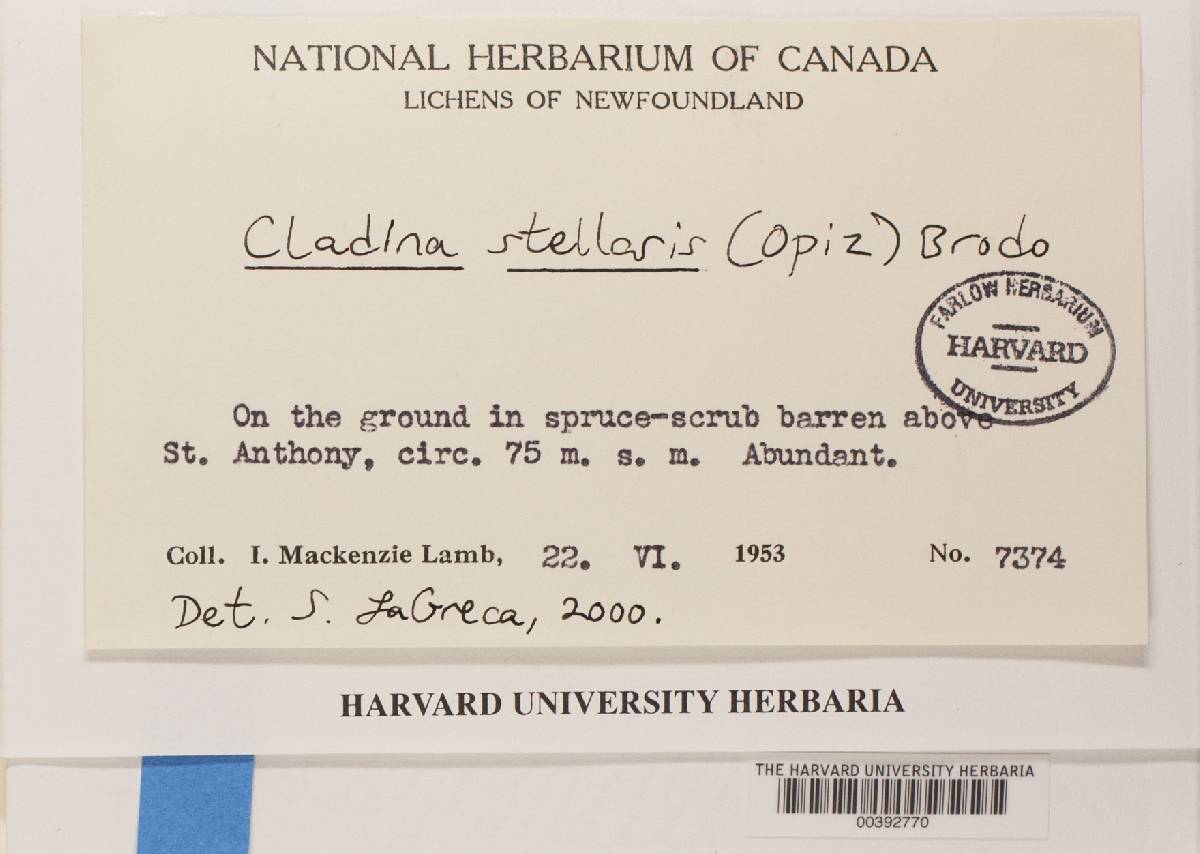 NATIONAL HERBARIUM OF CANADA
LICHENS OF NEWFOUNDLAND
Cladina stellaris (Opiz) Brodo
FARLOW HERBARIUM
HARVARD
UNIVERSITY
On the ground in spruce-scrub barren above
St. Anthony, circ. 75 m. s. m. Abundant.
Coll. I. Mackenzie Lamb, 22. VI. 1953 No. 7374
Det. S. LaGreca, 2000.
HARVARD UNIVERSITY HERBARIA
THE HARVARD UNIVERSITY HERBARIA
00392770